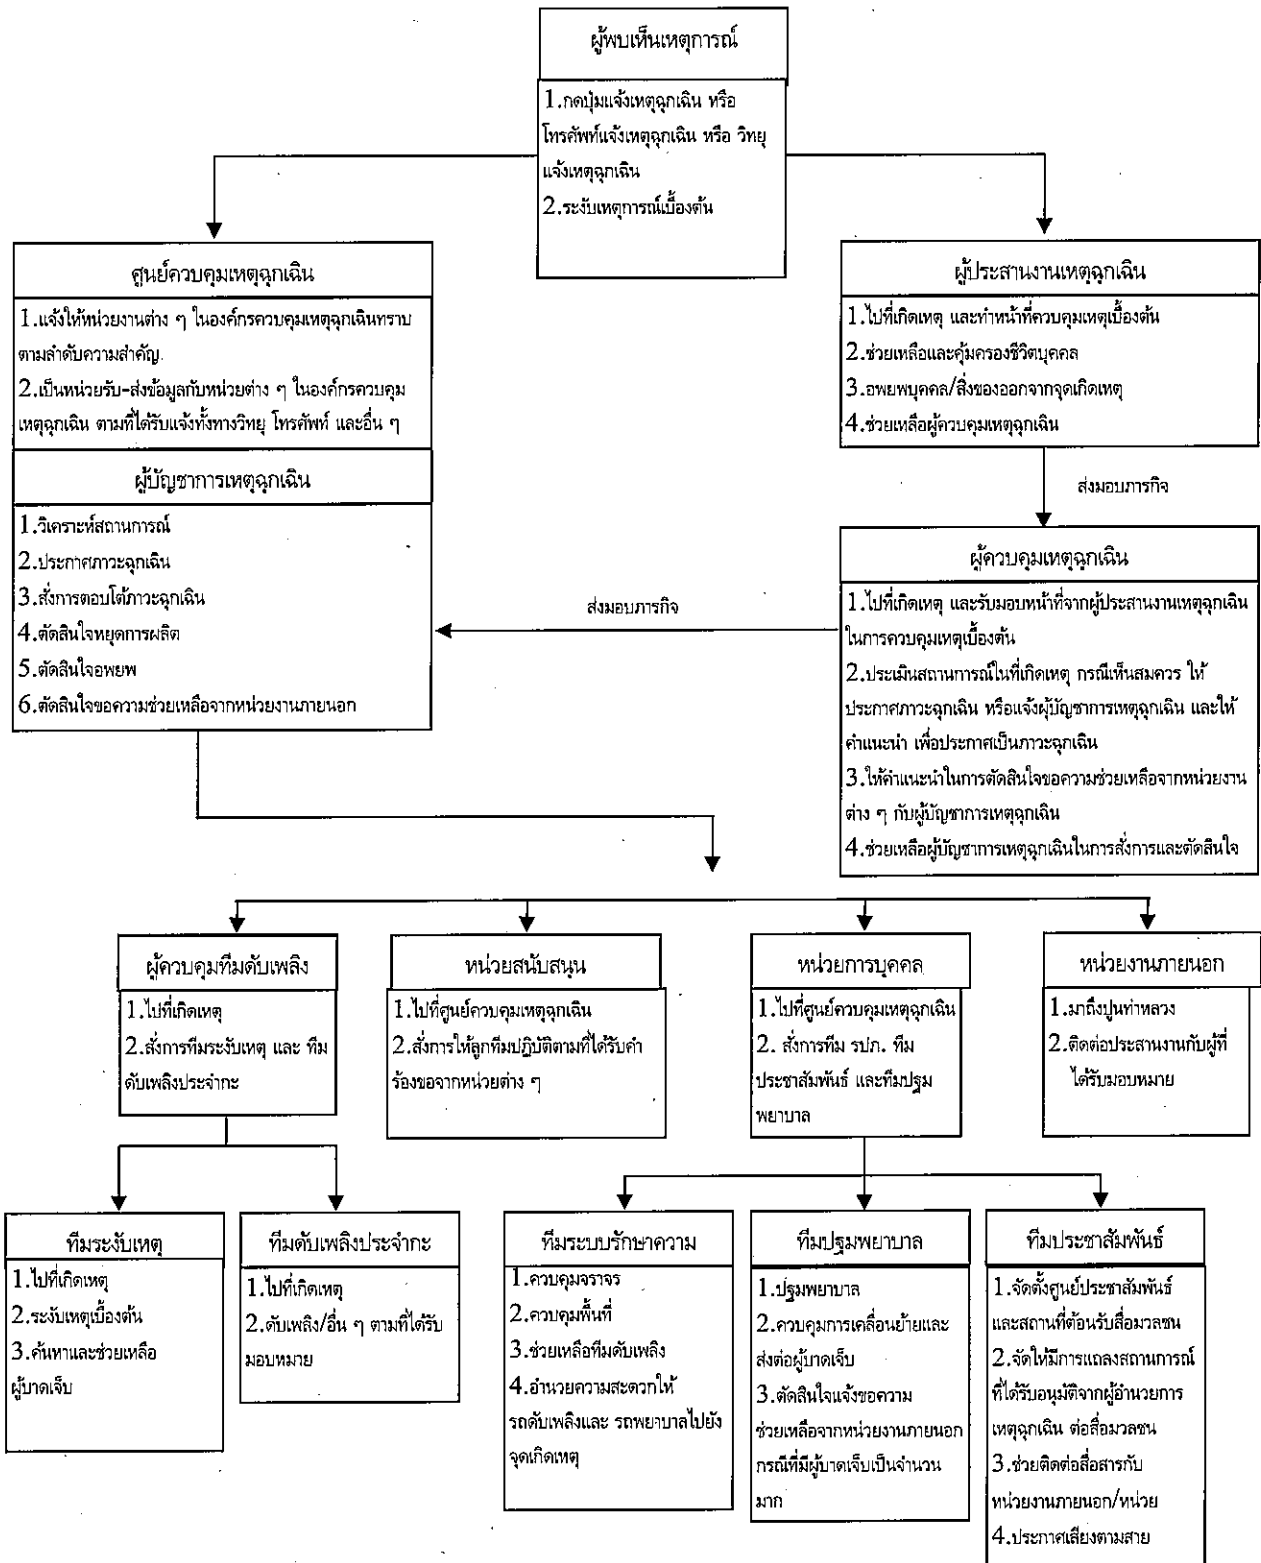 ผู้พบเห็นเหตุการณ์
1.กดปุ่มแจ้งเหตุฉุกเฉิน หรือ
โทรศัพท์แจ้งเหตุฉุกเฉิน หรือ วิทยุ
แจ้งเหตุฉุกเฉิน
2.ระงับเหตุการณ์เบื้องต้น
ศูนย์ควบคุมเหตุฉุกเฉิน
1.แจ้งให้หน่วยงานต่าง ๆ ในองค์กรควบคุมเหตุฉุกเฉินทราบ
ตามลำดับความสำคัญ
2.เป็นหน่วยรับ-ส่งข้อมูลกับหน่วยต่าง ๆ ในองค์กรควบคุม
เหตุฉุกเฉิน ตามที่ได้รับแจ้งทั้งทางวิทยุ โทรศัพท์ และอื่น ๆ
ผู้บัญชาการเหตุฉุกเฉิน
1.วิเคราะห์สถานการณ์
2.ประกาศภาวะฉุกเฉิน
3.สั่งการตอบโต้ภาวะฉุกเฉิน
4.ตัดสินใจหยุดการผลิต
5.ตัดสินใจอพยพ
6.ตัดสินใจขอความช่วยเหลือจากหน่วยงานภายนอก
ผู้ประสานงานเหตุฉุกเฉิน
1.ไปที่เกิดเหตุ และทำหน้าที่ควบคุมเหตุเบื้องต้น
2.ช่วยเหลือและคุ้มครองชีวิตบุคคล
3.อพยพบุคคล/สิ่งของออกจากจุดเกิดเหตุ
4.ช่วยเหลือผู้ควบคุมเหตุฉุกเฉิน
ส่งมอบภารกิจ
ผู้ควบคุมเหตุฉุกเฉิน
1.ไปที่เกิดเหตุ และรับมอบหน้าที่จากผู้ประสานงานเหตุฉุกเฉิน
ในการควบคุมเหตุเบื้องต้น
2.ประเมินสถานการณ์ในที่เกิดเหตุ กรณีเห็นสมควร ให้
ประกาศภาวะฉุกเฉิน หรือแจ้งผู้บัญชาการเหตุฉุกเฉิน และให้
คำแนะนำ เพื่อประกาศเป็นภาวะฉุกเฉิน
3.ให้คำแนะนำในการตัดสินใจขอความช่วยเหลือจากหน่วยงาน
ต่าง ๆ กับผู้บัญชาการเหตุฉุกเฉิน
4.ช่วยเหลือผู้บัญชาการเหตุฉุกเฉินในการสั่งการและตัดสินใจ
ส่งมอบภารกิจ
ผู้ควบคุมทีมดับเพลิง
1.ไปที่เกิดเหตุ
2.สั่งการทีมระงับเหตุ และ ทีม
ดับเพลิงประจำกะ
หน่วยสนับสนุน
1.ไปที่ศูนย์ควบคุมเหตุฉุกเฉิน
2.สั่งการให้ลูกทีมปฏิบัติตามที่ได้รับคำ
ร้องขอจากหน่วยต่าง ๆ
หน่วยการบุคคล
1.ไปที่ศูนย์ควบคุมเหตุฉุกเฉิน
2. สั่งการทีม รปภ. ทีม
ประชาสัมพันธ์ และทีมปฐม
พยาบาล
หน่วยงานภายนอก
1.มาถึงปูนท่าหลวง
2.ติดต่อประสานงานกับผู้ที่
ได้รับมอบหมาย
ทีมระงับเหตุ
1.ไปที่เกิดเหตุ
2.ระงับเหตุเบื้องต้น
3.ค้นหาและช่วยเหลือ
ผู้บาดเจ็บ
ทีมดับเพลิงประจำกะ
1.ไปที่เกิดเหตุ
2.ดับเพลิง/อื่น ๆ ตามที่ได้รับ
มอบหมาย
ทีมระบบรักษาความ
1.ควบคุมจราจร
2.ควบคุมพื้นที่
3.ช่วยเหลือทีมดับเพลิง
4.อำนวยความสะดวกให้
รถดับเพลิงและ รถพยาบาลไปยัง
จุดเกิดเหตุ
ทีมปฐมพยาบาล
1.ปฐมพยาบาล
2.ควบคุมการเคลื่อนย้ายและ
ส่งต่อผู้บาดเจ็บ
3.ตัดสินใจแจ้งขอความ
ช่วยเหลือจากหน่วยงานภายนอก
กรณีที่มีผู้บาดเจ็บเป็นจำนวน
มาก
ทีมประชาสัมพันธ์
1.จัดตั้งศูนย์ประชาสัมพันธ์
และสถานที่ต้อนรับสื่อมวลชน
2.จัดให้มีการแถลงสถานการณ์
ที่ได้รับอนุมัติจากผู้อำนวยการ
เหตุฉุกเฉิน ต่อสื่อมวลชน
3.ช่วยติดต่อสื่อสารกับ
หน่วยงานภายนอก/หน่วย
4.ประกาศเสียงตามสาย